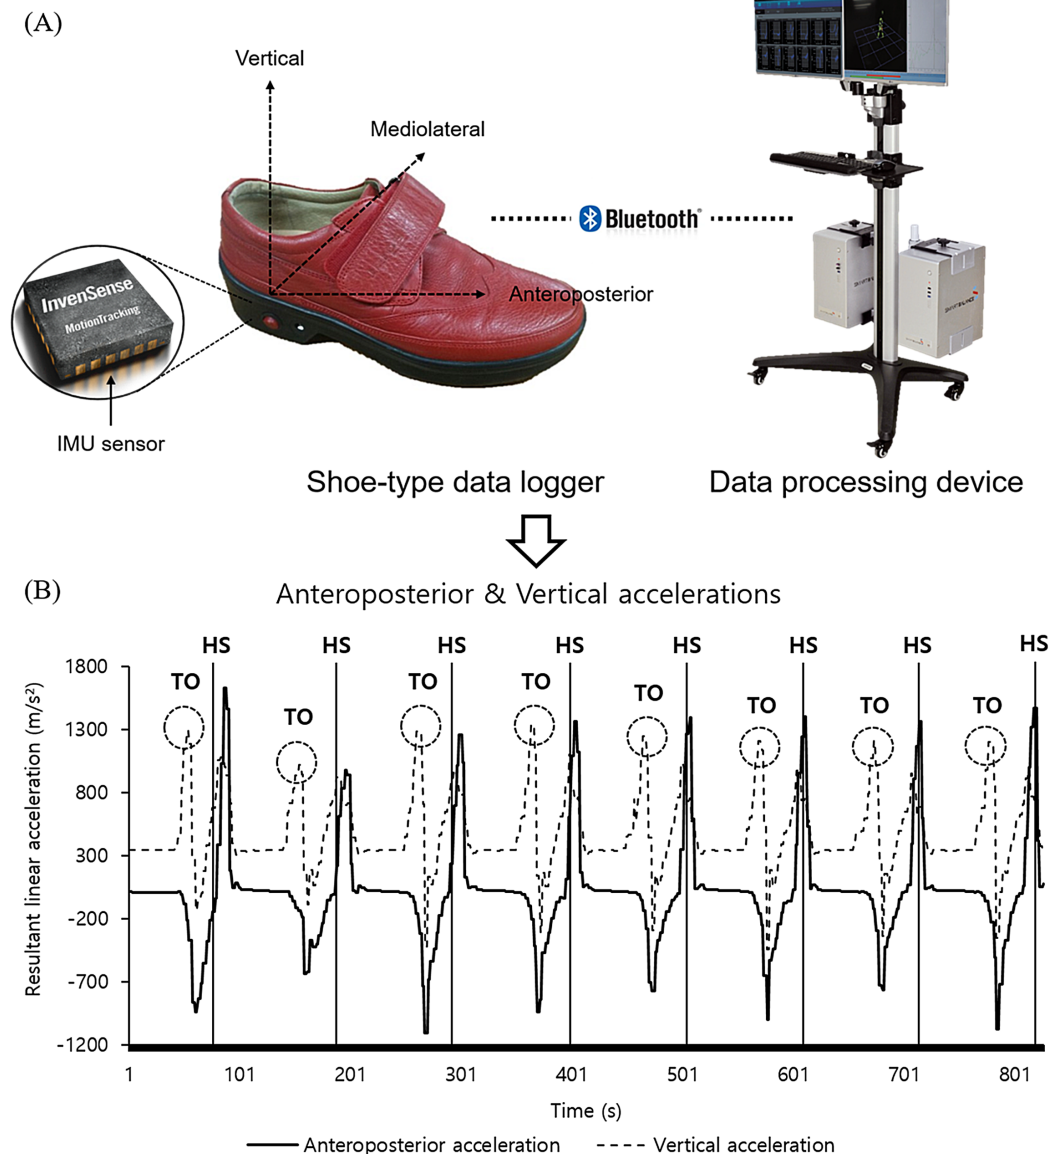 (A)
Vertical
Mediolateral
Bluetooth®
Anteroposterior
InvenSense
MotionTracking
IMU sensor
Shoe-type data logger
Data processing device
(B)
Anteroposterior & Vertical accelerations
HS HS HS HS HS HS HS HS
TO TO TO TO TO TO TO TO
Resultant linear acceleration (m/s²)
1800
1300
800
300
-200
-700
-1200
1 101 201 301 401 501 601 701 801
Time (s)
Anteroposterior acceleration Vertical acceleration